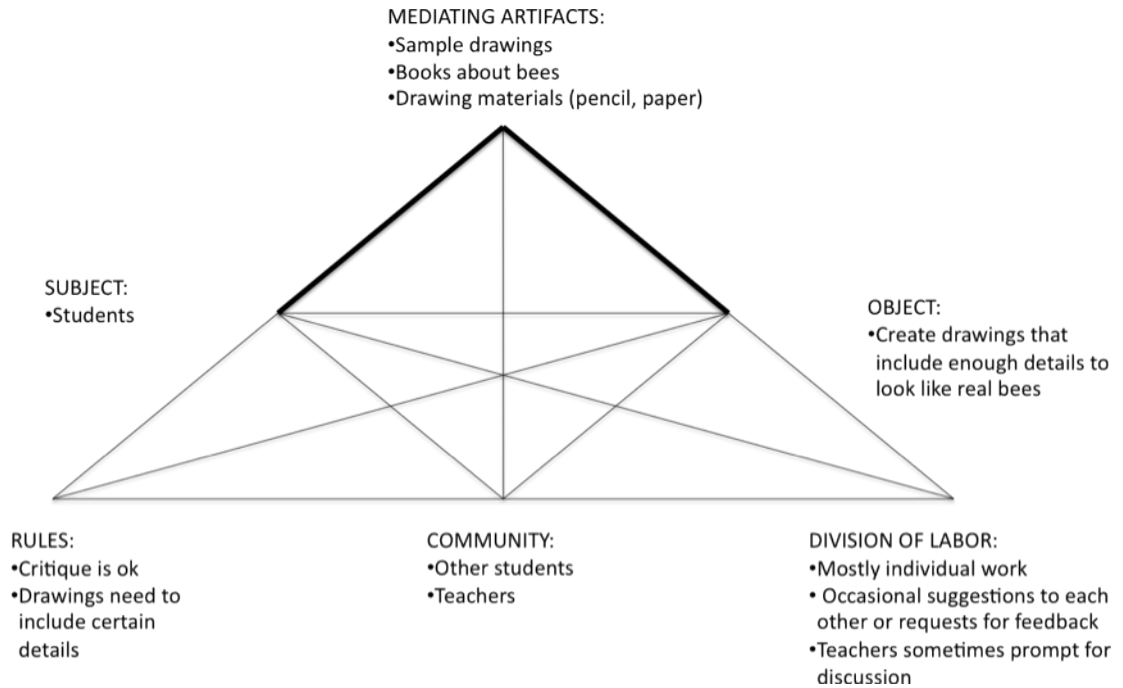 MEDIATING ARTIFACTS:
•Sample drawings
•Books about bees
•Drawing materials (pencil, paper)
SUBJECT:
•Students
OBJECT:
•Create drawings that
include enough details to
look like real bees
RULES:
•Critique is ok
•Drawings need to
include certain
details
COMMUNITY:
•Other students
•Teachers
DIVISION OF LABOR:
•Mostly individual work
• Occasional suggestions to each
other or requests for feedback
•Teachers sometimes prompt for
discussion